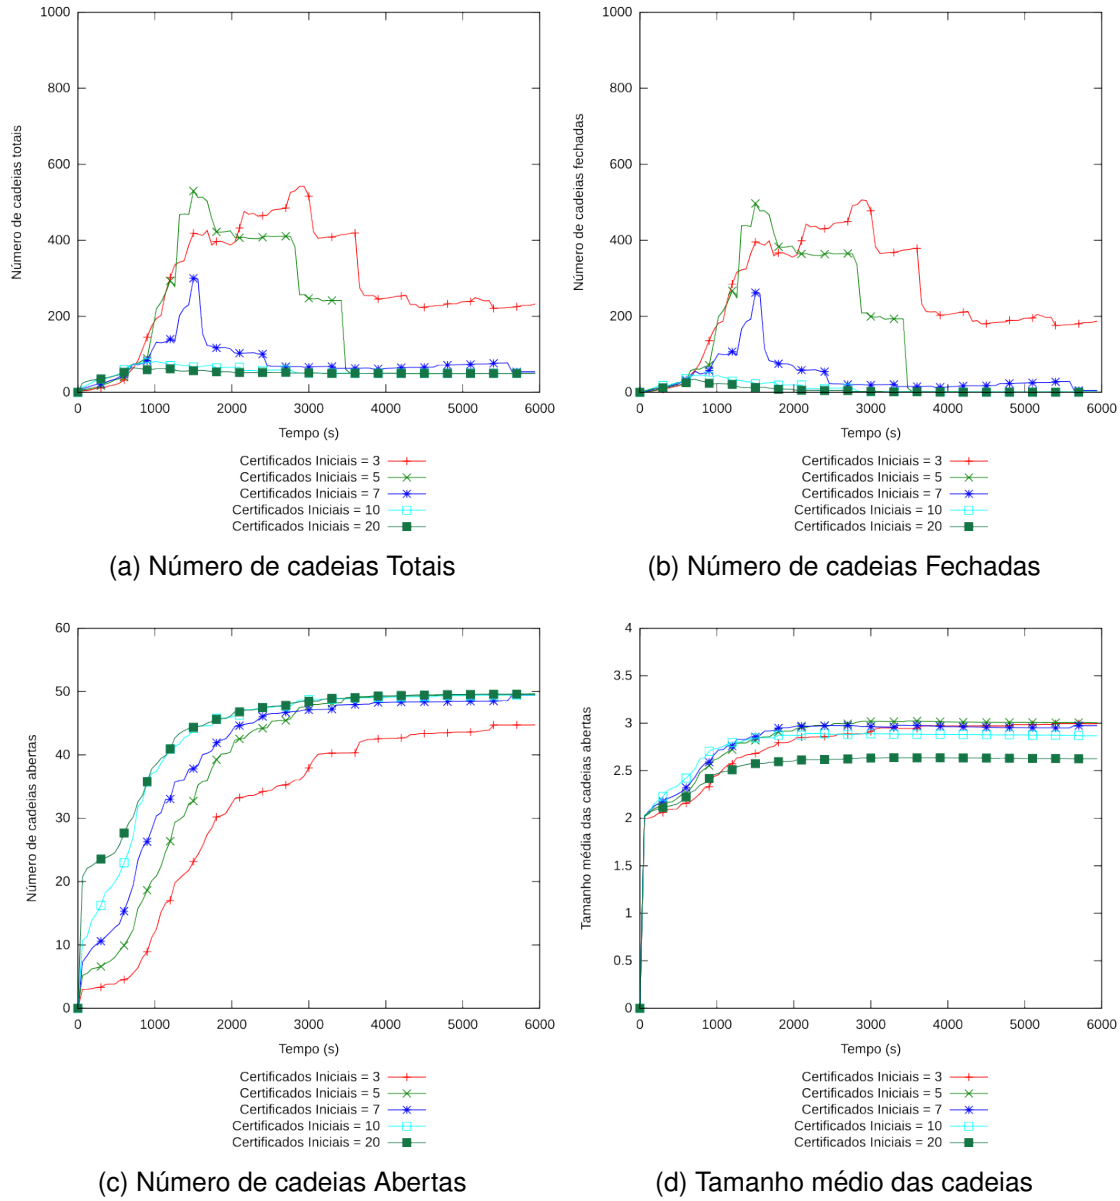 1000
800
600
400
200
0
Número de cadeias totais
0 1000 2000 3000 4000 5000 6000
Tempo (s)
Certificados Iniciais = 3
Certificados Iniciais = 5
Certificados Iniciais = 7
Certificados Iniciais = 10
Certificados Iniciais = 20
(a) Número de cadeias Totais
1000
800
600
400
200
0
Número de cadeias fechadas
0 1000 2000 3000 4000 5000 6000
Tempo (s)
Certificados Iniciais = 3
Certificados Iniciais = 5
Certificados Iniciais = 7
Certificados Iniciais = 10
Certificados Iniciais = 20
(b) Número de cadeias Fechadas
60
50
40
30
20
10
0
Número de cadeias abertas
0 1000 2000 3000 4000 5000 6000
Tempo (s)
Certificados Iniciais = 3
Certificados Iniciais = 5
Certificados Iniciais = 7
Certificados Iniciais = 10
Certificados Iniciais = 20
(c) Número de cadeias Abertas
4
3.5
3
2.5
2
1.5
1
0.5
0
Tamanho média das cadeias abertas
0 1000 2000 3000 4000 5000 6000
Tempo (s)
Certificados Iniciais = 3
Certificados Iniciais = 5
Certificados Iniciais = 7
Certificados Iniciais = 10
Certificados Iniciais = 20
(d) Tamanho médio das cadeias